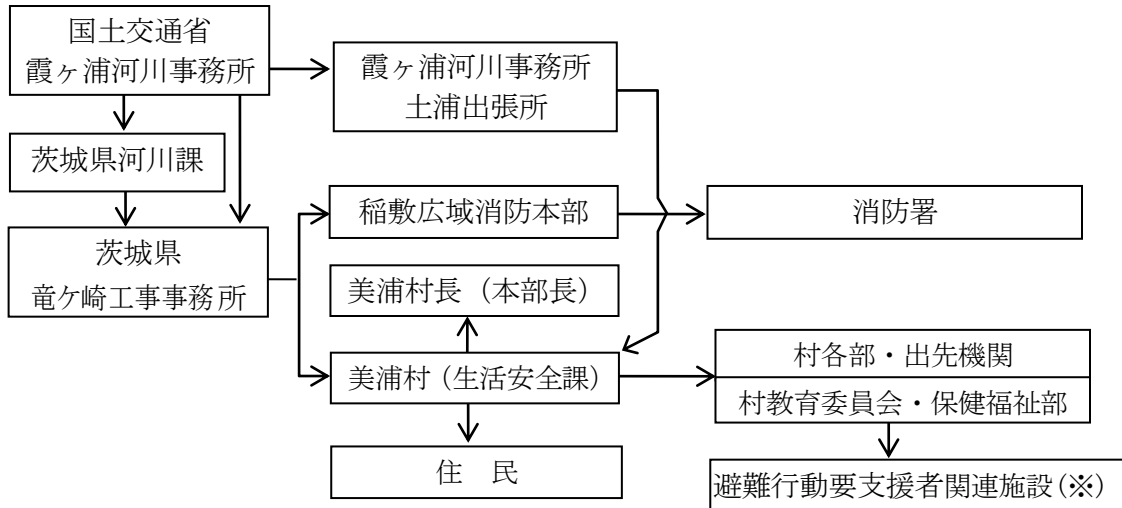 国土交通省
霞ヶ浦河川事務所
霞ヶ浦河川事務所
土浦出張所
茨城県河川課
稲敷広域消防本部
消防署
茨城県
竜ケ崎工事事務所
美浦村長（本部長）
美浦村（生活安全課）
村各部・出先機関
村教育委員会・保健福祉部
住　民
避難行動要支援者関連施設(※)